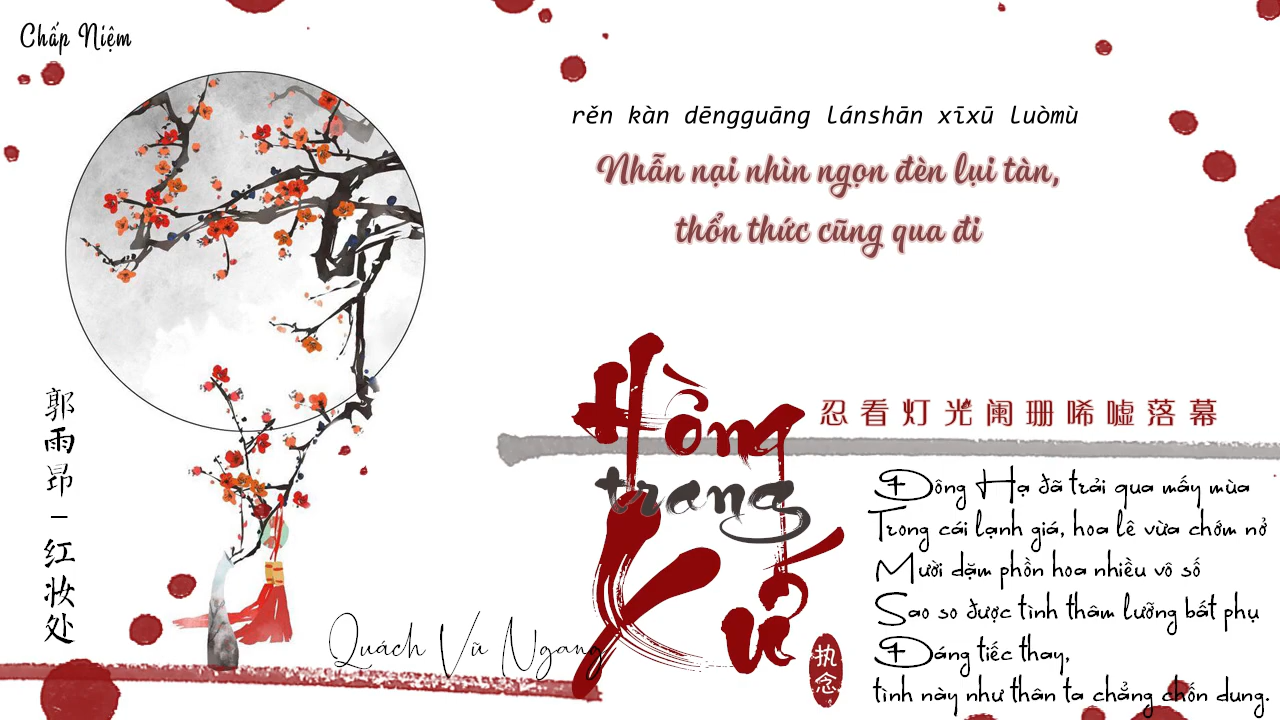 Chấp Niệm
rěn kàn dēngguāng lánshān xīxū luòmù
Nhẫn nại nhìn ngọn đèn lụi tàn,
thổn thức cũng qua đi
郭雨昂 - 红妆处
Hồng
trang
Xứ
忍看灯光阑珊唏嘘落幕
执念
Quách Vũ Ngang
Đông Hạ đã trải qua mấy mùa
Trong cái lạnh giá, hoa lê vừa chớm nở
Mười dặm phồn hoa nhiều vô số
Sao so được tình thâm lưỡng bất phụ
Đáng tiếc thay,
tình này như thân ta chẳng chốn dung.